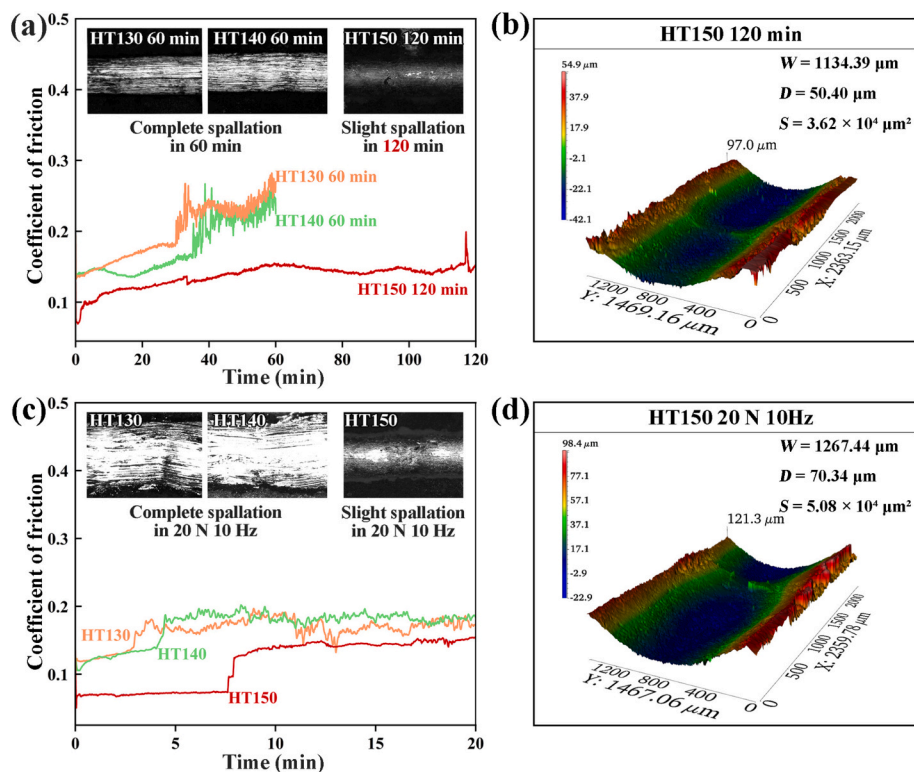 (a)
0.5
0.4
0.3
0.2
0.1
Coefficient of friction
HT130 60 min
HT140 60 min
HT150 120 min
Complete spallation
in 60 min
Slight spallation
in 120 min
HT130 60 min
HT140 60 min
HT150 120 min
0 20 40 60 80 100 120
Time (min)
(b)
HT150 120 min
54.9 μm
37.9
17.9
-2.1
-22.1
-42.1
W = 1134.39 μm
D = 50.40 μm
S = 3.62 × 10⁴ μm²
97.0 μm
1200 800 400 0
Y: 1469.16 μm
0 500 1000 1500 2000
X: 2363.15 μm
(c)
0.5
0.4
0.3
0.2
0.1
Coefficient of friction
HT130
HT140
HT150
Complete spallation
in 20 N 10 Hz
Slight spallation
in 20 N 10 Hz
HT130
HT140
HT150
0 5 10 15 20
Time (min)
(d)
HT150 20 N 10Hz
98.4 μm
77.1
57.1
37.1
17.1
-2.9
-22.9
W = 1267.44 μm
D = 70.34 μm
S = 5.08 × 10⁴ μm²
121.3 μm
1200 800 400 0
Y: 1467.06 μm
0 500 1000 1500 2000
X: 2359.78 μm